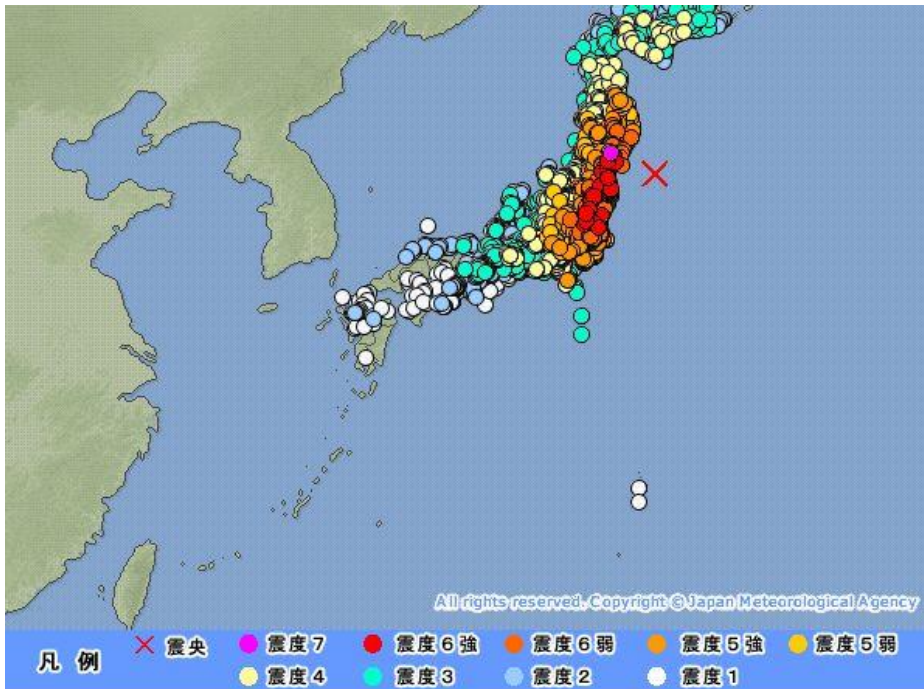 All rights reserved. Copyright © Japan Meteorological Agency
凡 例
震央 震度7 震度6強 震度6弱 震度5強 震度5弱
震度4 震度3 震度2 震度1